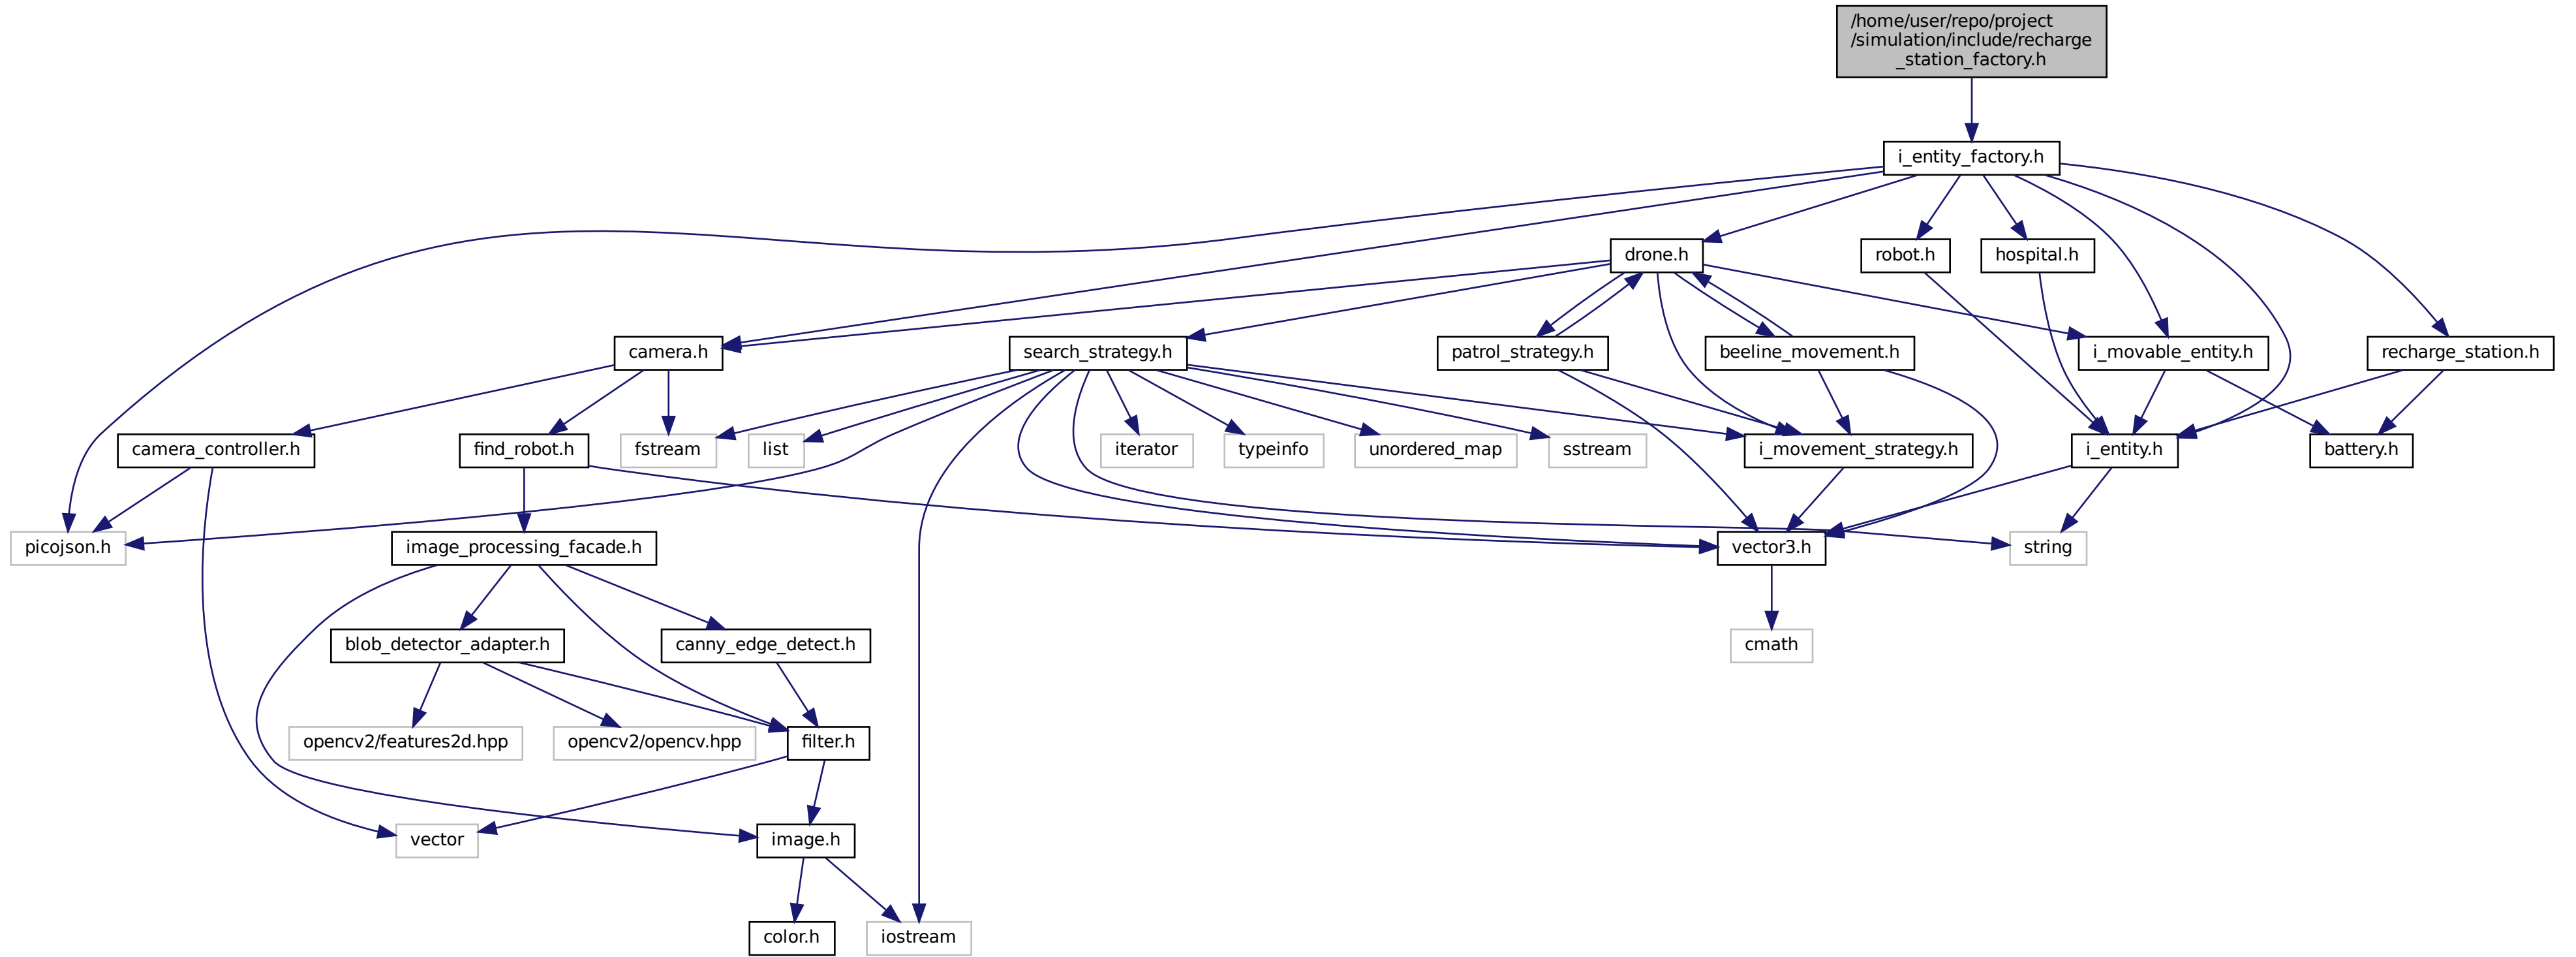 /home/user/repo/project
/simulation/include/recharge
_station_factory.h
i_entity_factory.h
drone.h
robot.h
hospital.h
camera.h
search_strategy.h
patrol_strategy.h
beeline_movement.h
i_movable_entity.h
recharge_station.h
camera_controller.h
find_robot.h
fstream
list
iterator
typeinfo
unordered_map
sstream
i_movement_strategy.h
i_entity.h
battery.h
picojson.h
image_processing_facade.h
vector3.h
string
blob_detector_adapter.h
canny_edge_detect.h
cmath
opencv2/features2d.hpp
opencv2/opencv.hpp
filter.h
vector
image.h
color.h
iostream